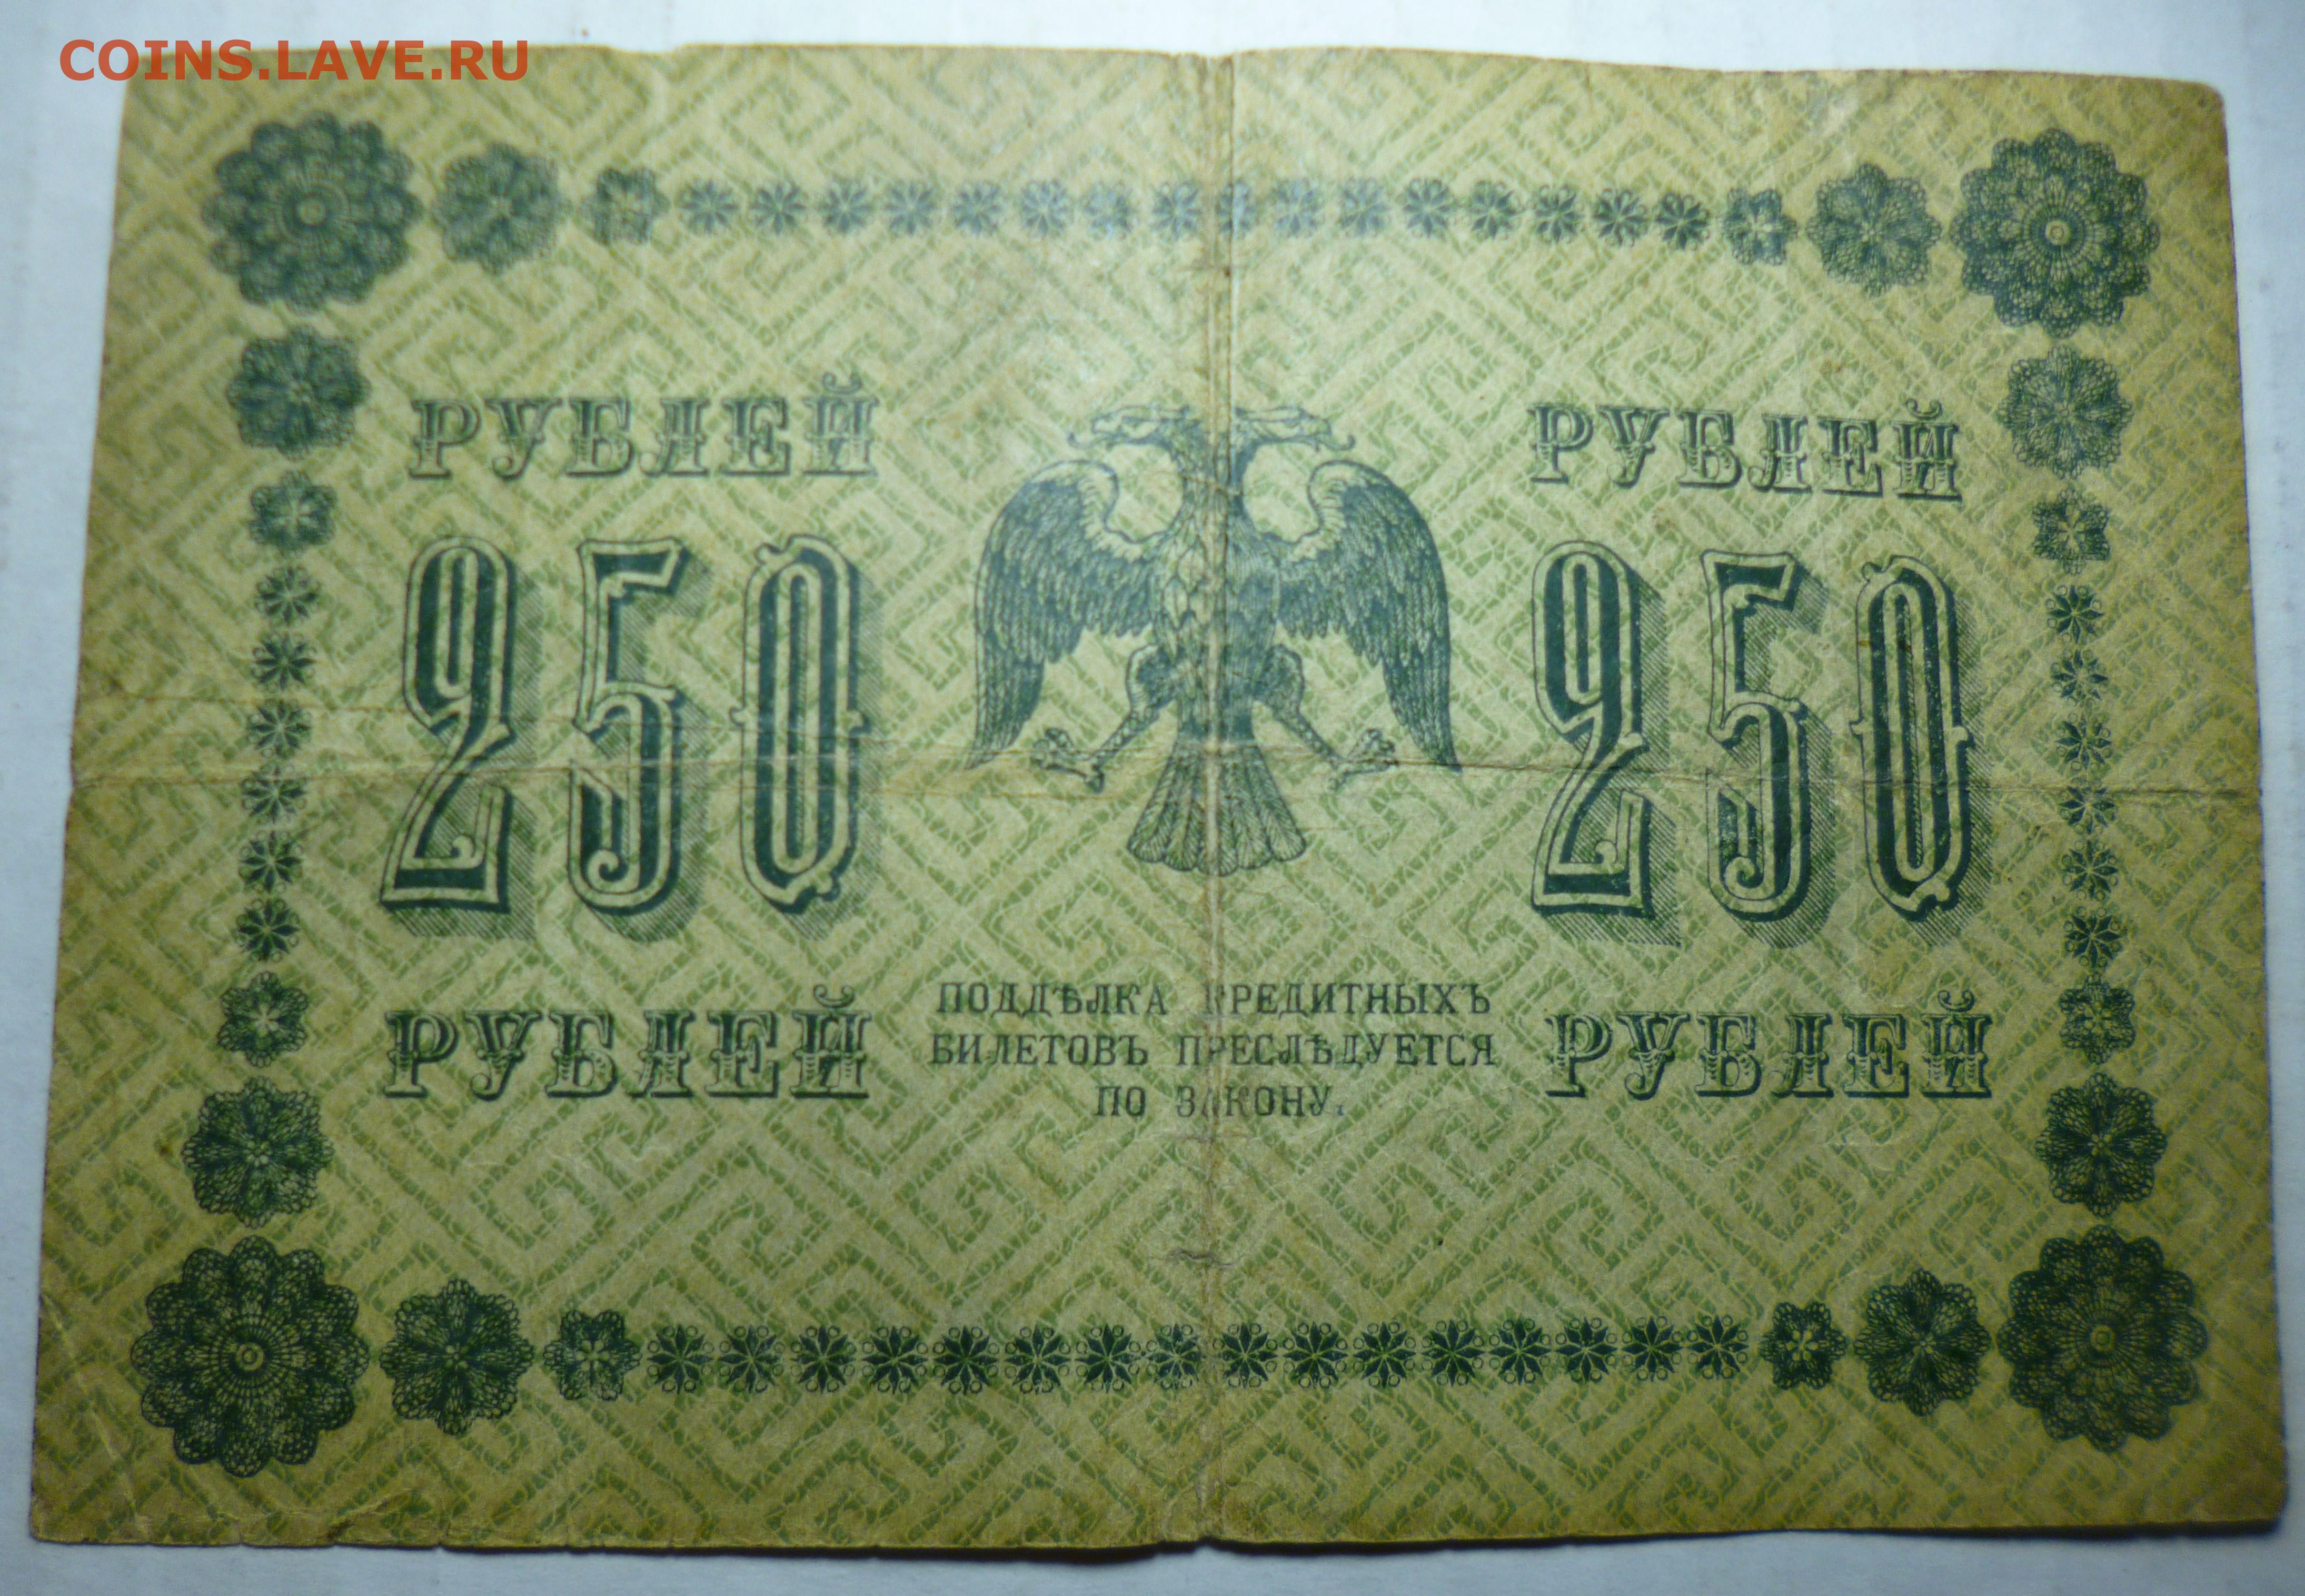 COINS.LAVE.RU
РУБЛЕЙ
РУБЛЕЙ
250
250
ПОДДѢЛКА КРЕДИТНЫХЪ
БИЛЕТОВЪ ПРЕСЛѢДУЕТСЯ
ПО ЗАКОНУ.
РУБЛЕЙ
РУБЛЕЙ